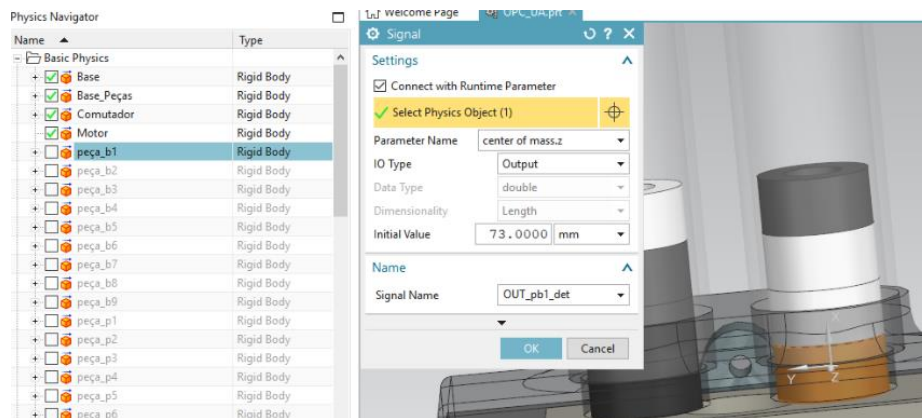 Physics Navigator
Name Type
Basic Physics
Base Rigid Body
Base_Peças Rigid Body
Comutador Rigid Body
Motor Rigid Body
peça_b1 Rigid Body
peça_b2 Rigid Body
peça_b3 Rigid Body
peça_b4 Rigid Body
peça_b5 Rigid Body
peça_b6 Rigid Body
peça_b7 Rigid Body
peça_b8 Rigid Body
peça_b9 Rigid Body
peça_p1 Rigid Body
peça_p2 Rigid Body
peça_p3 Rigid Body
peça_p4 Rigid Body
peça_p5 Rigid Body
peça_p6 Rigid Body
Welcome Page OPC_UA.prt
Signal
Settings
Connect with Runtime Parameter
Select Physics Object (1)
Parameter Name center of mass.z
IO Type Output
Data Type double
Dimensionality Length
Initial Value 73.0000 mm
Name
Signal Name OUT_pb1_det
OK Cancel
X
Y Z